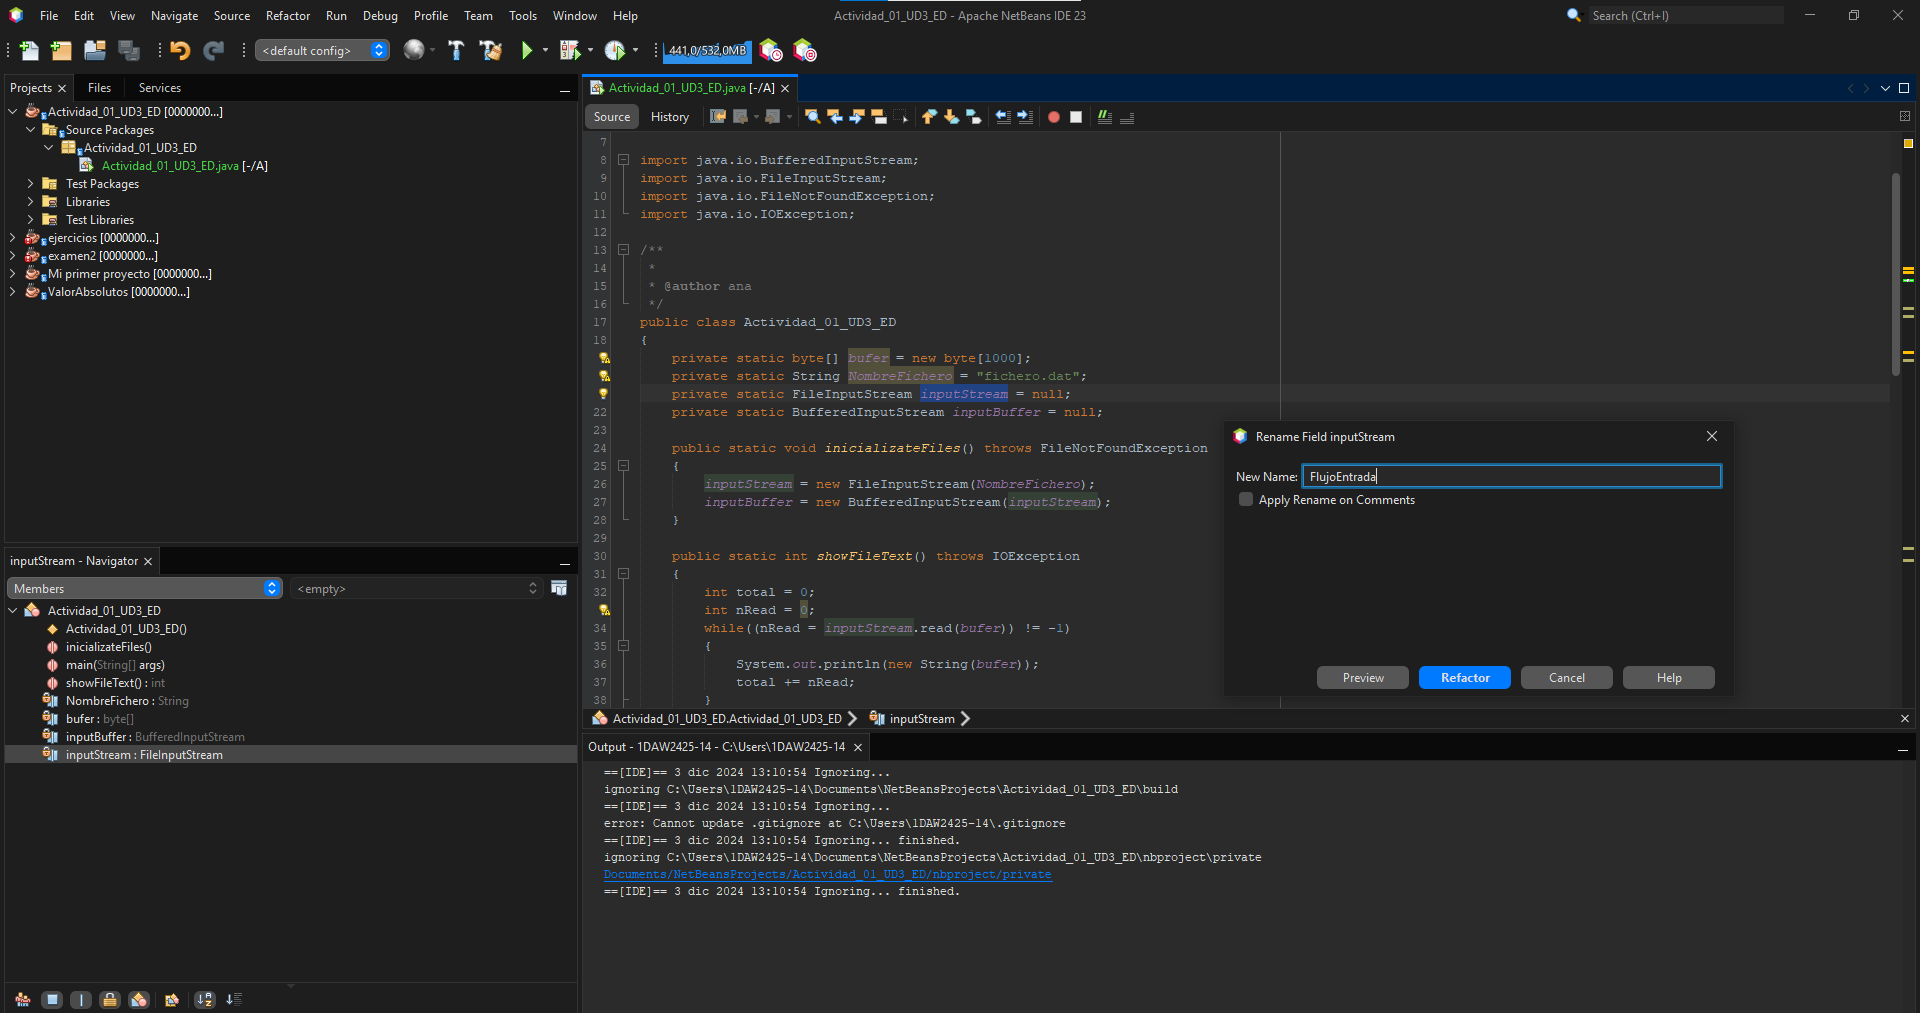 File Edit View Navigate Source Refactor Run Debug Profile Team Tools Window Help
Actividad_01_UD3_ED - Apache NetBeans IDE 23
Search (Ctrl+I)
<default config>
441,0/532,0MB
Projects
Files
Services
Actividad_01_UD3_ED [0000000...]
Source Packages
Actividad_01_UD3_ED
Actividad_01_UD3_ED.java [-/A]
Test Packages
Libraries
Test Libraries
ejercicios [0000000...]
examen2 [0000000...]
Mi primer proyecto [0000000...]
ValorAbsolutos [0000000...]
inputStream - Navigator
Members
<empty>
Actividad_01_UD3_ED
Actividad_01_UD3_ED()
inicializateFiles()
main(String[] args)
showFileText() : int
NombreFichero : String
bufer : byte[]
inputBuffer : BufferedInputStream
inputStream : FileInputStream
Actividad_01_UD3_ED.java [-/A]
Source History
7
8 import java.io.BufferedInputStream;
9 import java.io.FileInputStream;
10 import java.io.FileNotFoundException;
11 import java.io.IOException;
12
13 /**
14 *
15 * @author ana
16 */
17 public class Actividad_01_UD3_ED
18 {
private static byte[] bufer = new byte[1000];
private static String NombreFichero = "fichero.dat";
private static FileInputStream inputStream = null;
22 private static BufferedInputStream inputBuffer = null;
23
24 public static void inicializateFiles() throws FileNotFoundException
25 {
26 inputStream = new FileInputStream(NombreFichero);
27 inputBuffer = new BufferedInputStream(inputStream);
28 }
29
30 public static int showFileText() throws IOException
31 {
32 int total = 0;
int nRead = 0;
34 while((nRead = inputStream.read(bufer)) != -1)
35 {
36 System.out.println(new String(bufer));
37 total += nRead;
38 }
Actividad_01_UD3_ED.Actividad_01_UD3_ED
inputStream
Rename Field inputStream
New Name: FlujoEntrada
Apply Rename on Comments
Preview Refactor Cancel Help
Output - 1DAW2425-14 - C:\Users\1DAW2425-14
==[IDE]== 3 dic 2024 13:10:54 Ignoring...
ignoring C:\Users\1DAW2425-14\Documents\NetBeansProjects\Actividad_01_UD3_ED\build
==[IDE]== 3 dic 2024 13:10:54 Ignoring...
error: Cannot update .gitignore at C:\Users\1DAW2425-14\.gitignore
==[IDE]== 3 dic 2024 13:10:54 Ignoring... finished.
ignoring C:\Users\1DAW2425-14\Documents\NetBeansProjects\Actividad_01_UD3_ED\nbproject\private
Documents/NetBeansProjects/Actividad_01_UD3_ED/nbproject/private
==[IDE]== 3 dic 2024 13:10:54 Ignoring... finished.